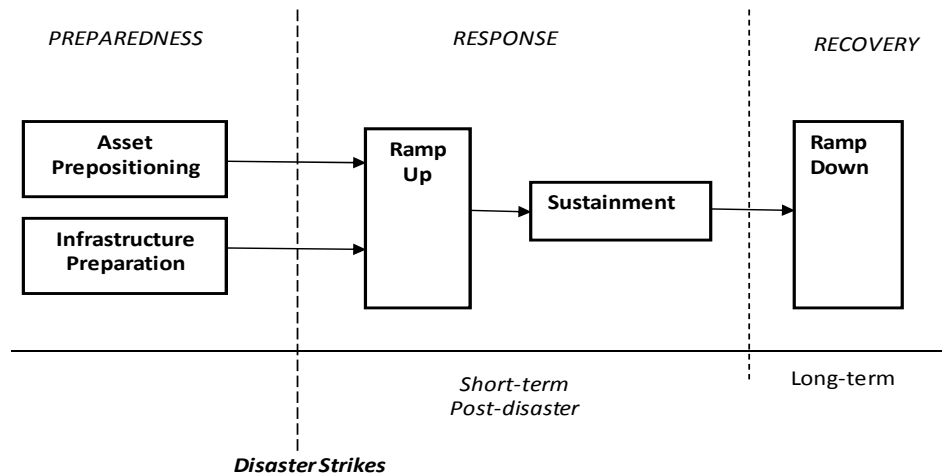 PREPAREDNESS
RESPONSE
RECOVERY
Asset
Prepositioning
Infrastructure
Preparation
Ramp
Up
Sustainment
Ramp
Down
Short-term
Post-disaster
Long-term
Disaster Strikes